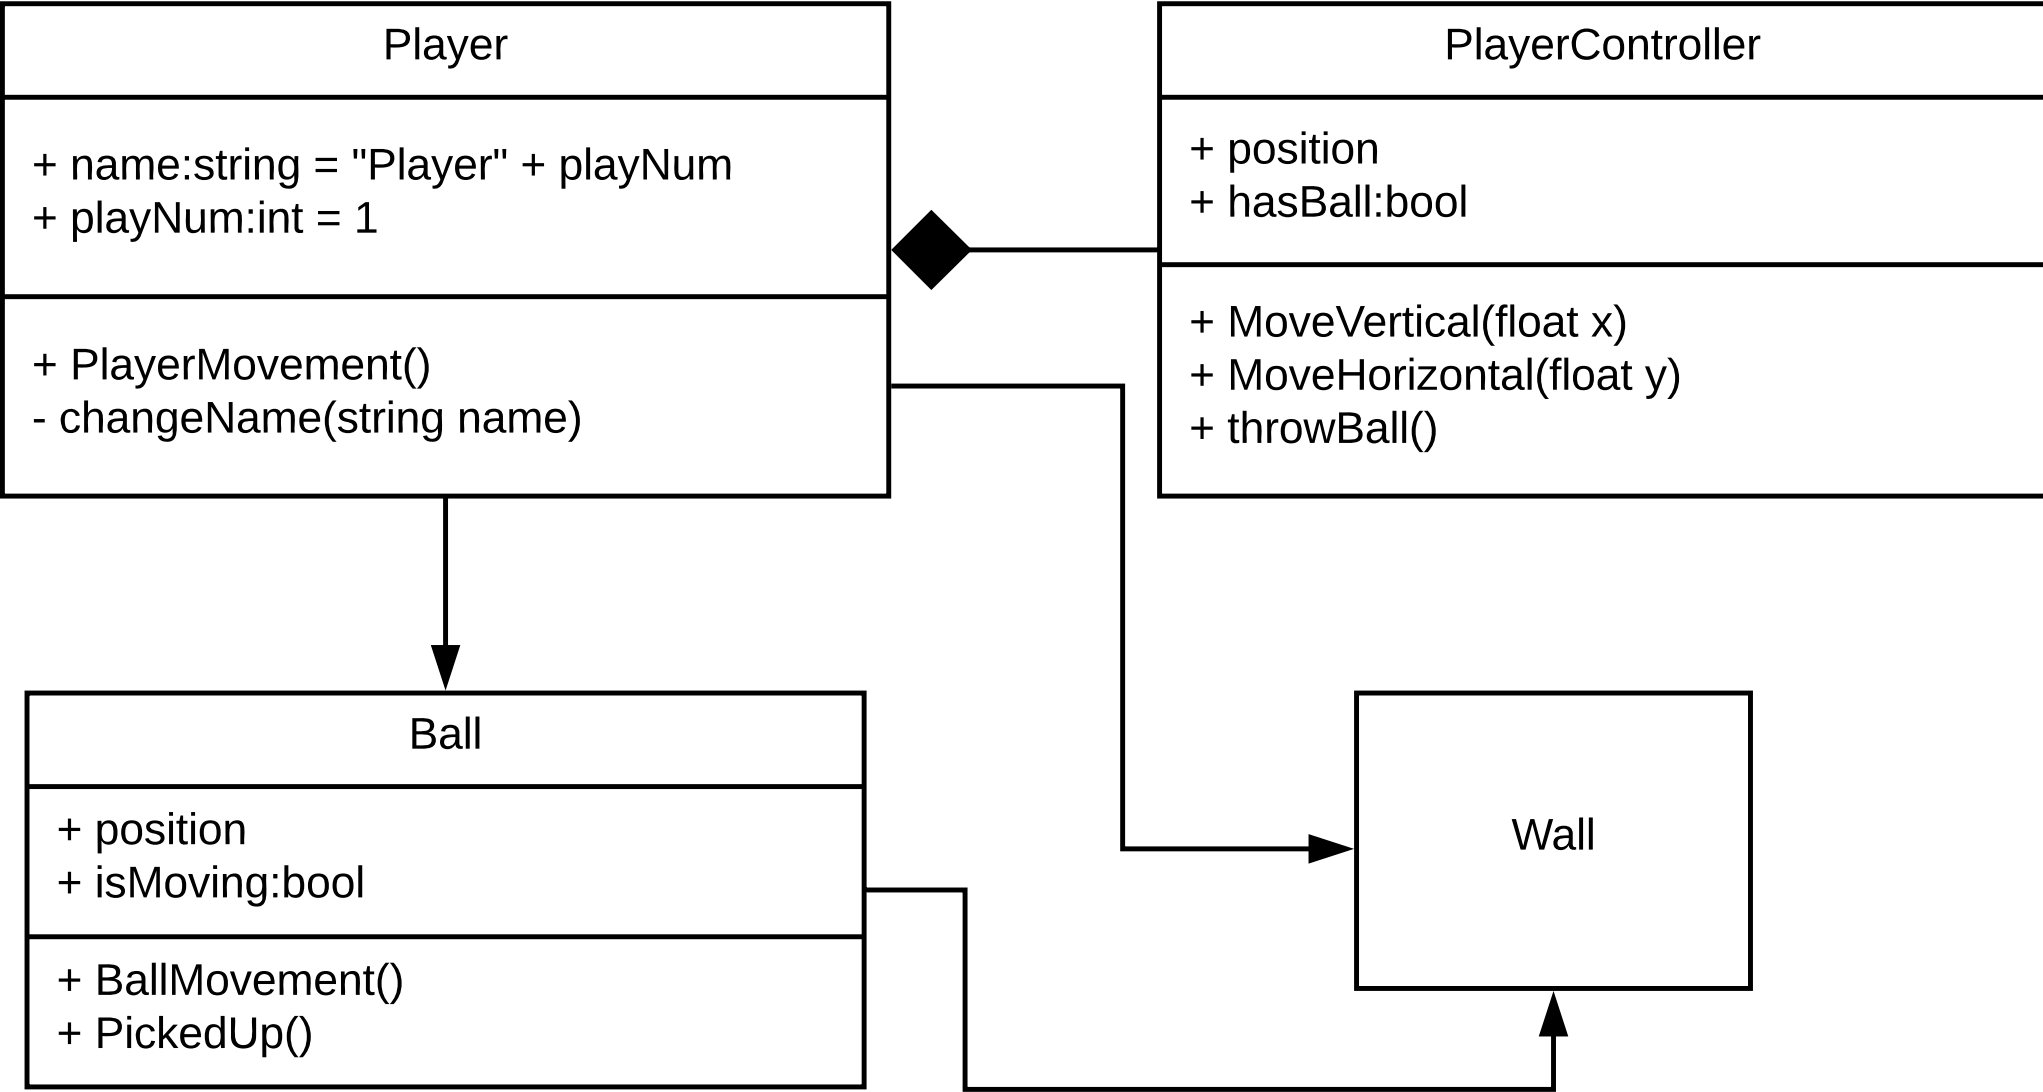 Player
+ name:string = "Player" + playNum
+ playNum:int = 1
+ PlayerMovement()
- changeName(string name)
PlayerController
+ position
+ hasBall:bool
+ MoveVertical(float x)
+ MoveHorizontal(float y)
+ throwBall()
Ball
+ position
+ isMoving:bool
+ BallMovement()
+ PickedUp()
Wall